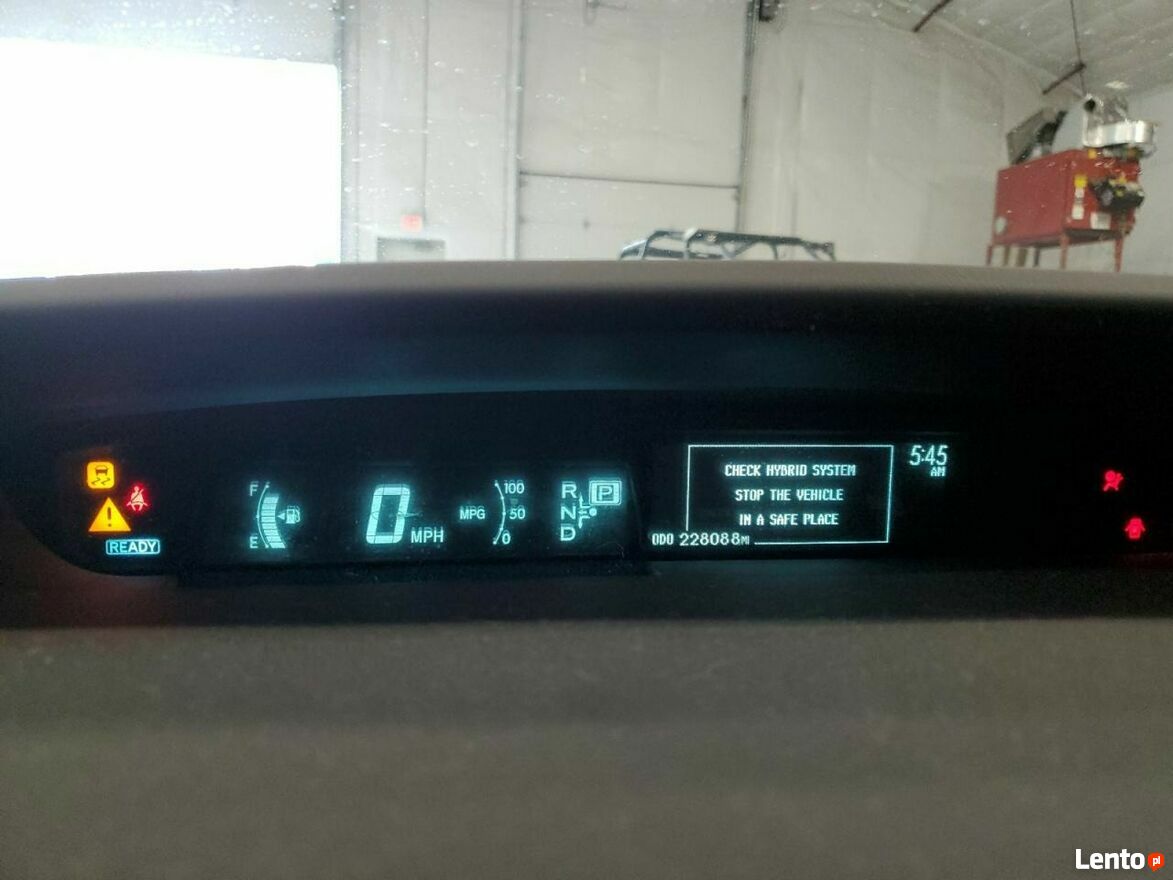 READY
F
E
0 MPH
MPG
100
50
0
R
N
D
P
CHECK HYBRID SYSTEM
STOP THE VEHICLE
IN A SAFE PLACE
5:45
AM
ODO 228088MI
Lento pl